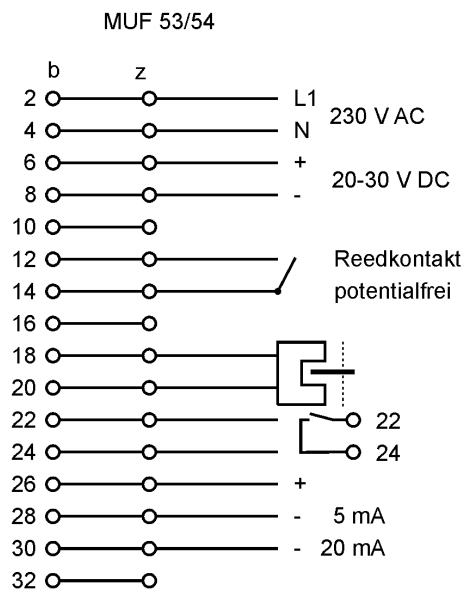 MUF 53/54
b z
2 L1
230 V AC
4 N
6 +
20-30 V DC
8 -
10
12 Reedkontakt
14 potentialfrei
16
18
20
22 22
24 24
26 +
28 - 5 mA
30 - 20 mA
32